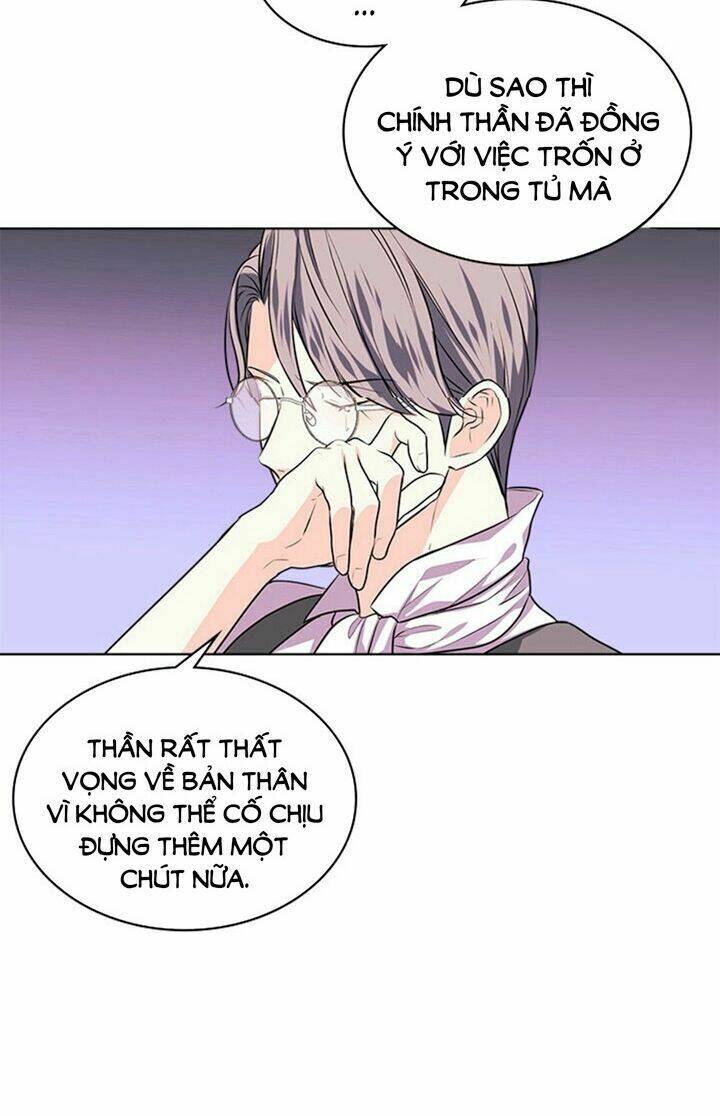 ...
DÙ SAO THÌ
CHÍNH THẦN ĐÃ ĐỒNG
Ý VỚI VIỆC TRỐN Ở
TRONG TỦ MÀ
THẦN RẤT THẤT
VỌNG VỀ BẢN THÂN
VÌ KHÔNG THỂ CỐ CHỊU
ĐỰNG THÊM MỘT
CHÚT NỮA.